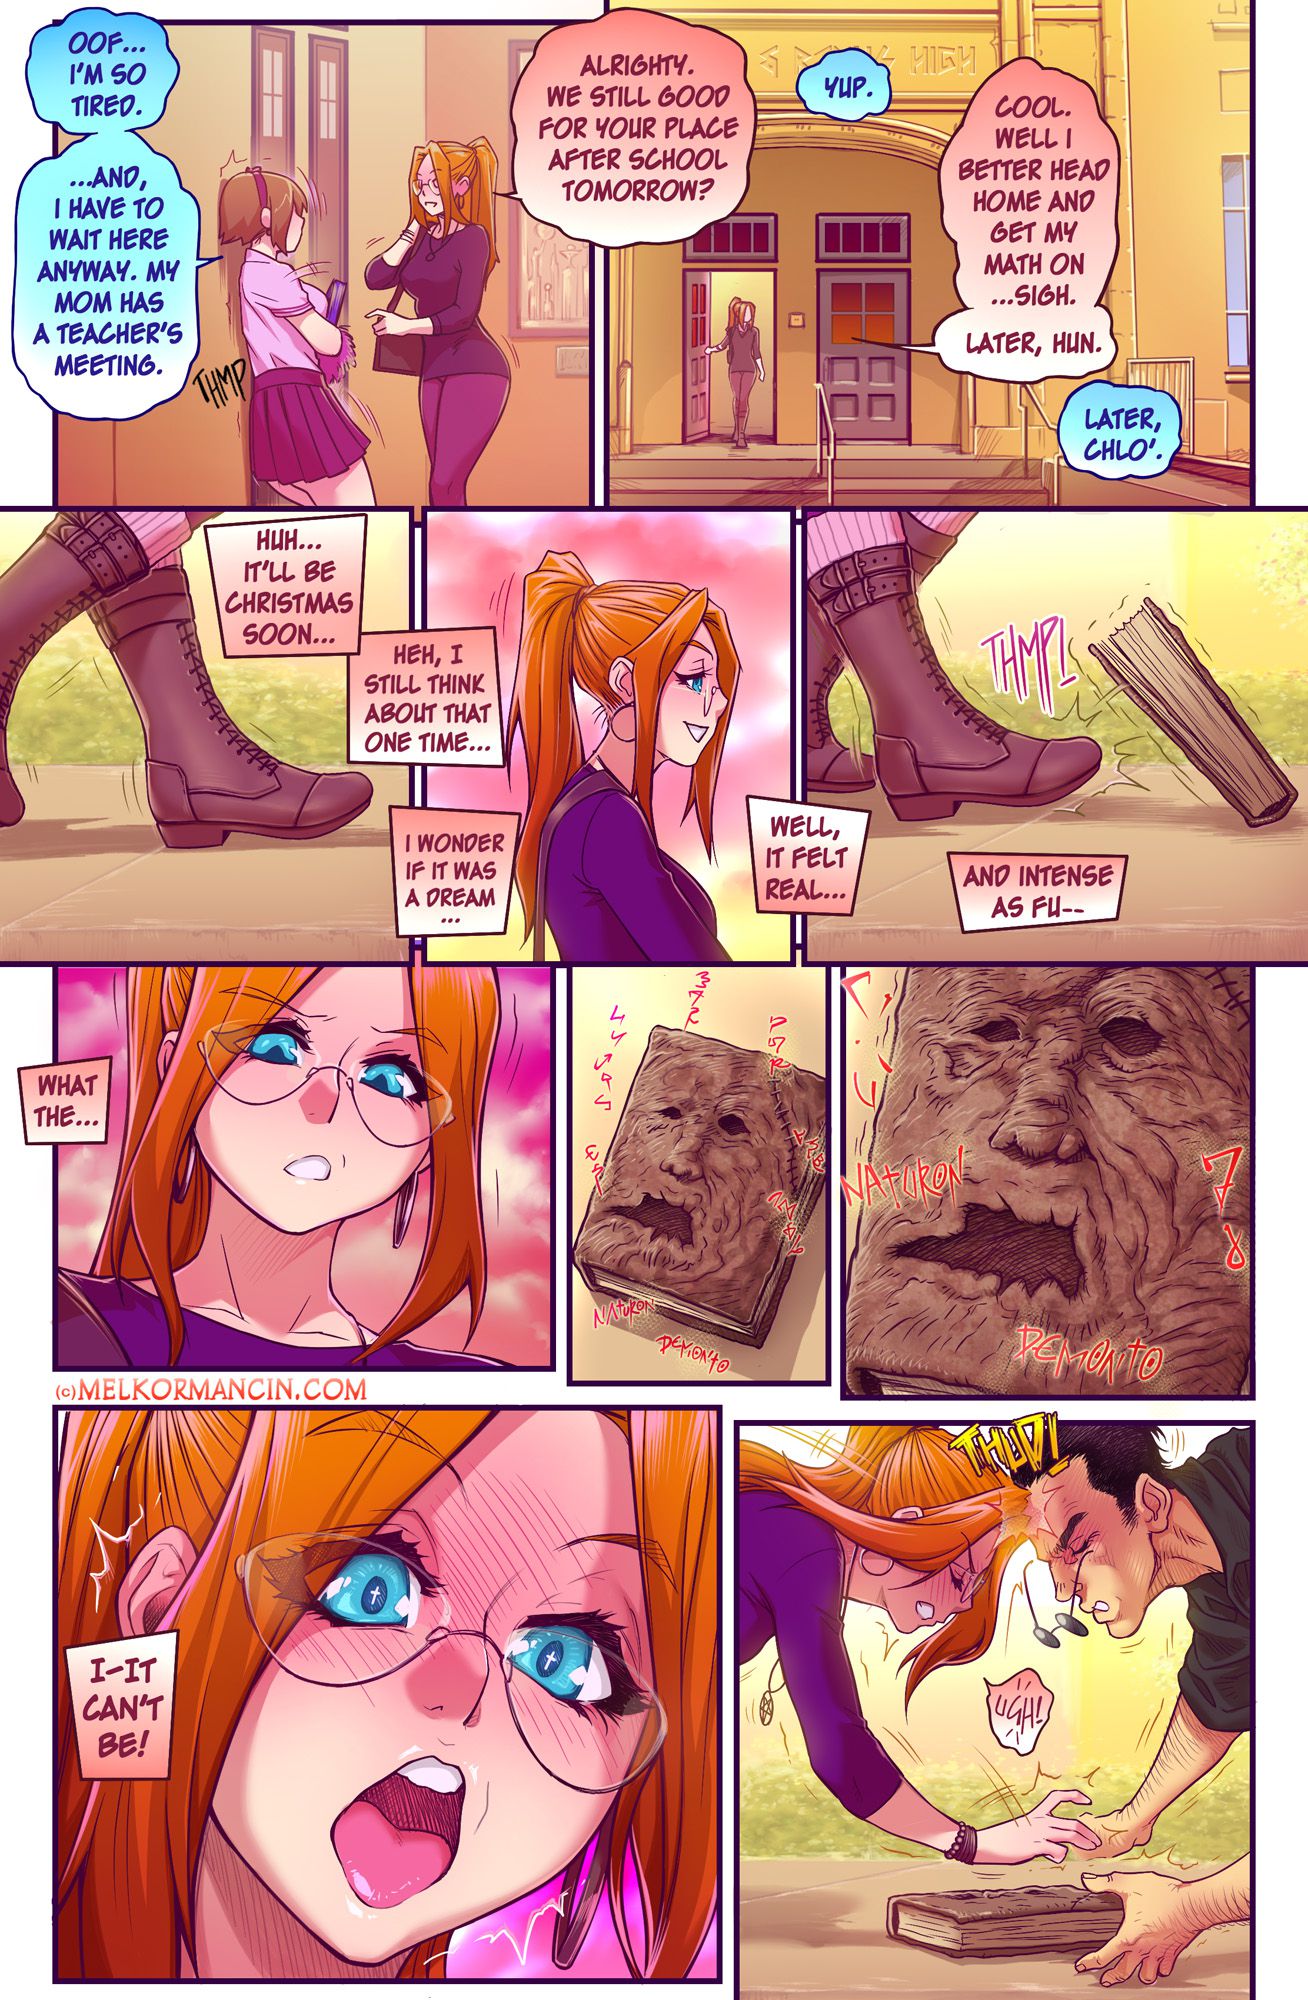 OOF...
I'M SO
TIRED.
...AND,
I HAVE TO
WAIT HERE
ANYWAY. MY
MOM HAS
A TEACHER'S
MEETING.
THMP
ALRIGHTY.
WE STILL GOOD
FOR YOUR PLACE
AFTER SCHOOL
TOMORROW?
HIGH
YUP.
COOL.
WELL I
BETTER HEAD
HOME AND
GET MY
MATH ON
...SIGH.
LATER, HUN.
LATER,
CHLO'.
HUH...
IT'LL BE
CHRISTMAS
SOON...
HEH, I
STILL THINK
ABOUT THAT
ONE TIME...
I WONDER
IF IT WAS
A DREAM
...
WELL,
IT FELT
REAL...
THMP!
AND INTENSE
AS FU--
WHAT
THE...
NATURON
DEMONTO
NATURON
DEMONTO
78
(C)MELKORMANCIN.COM
I-IT
CAN'T
BE!
THUD!
UGH!